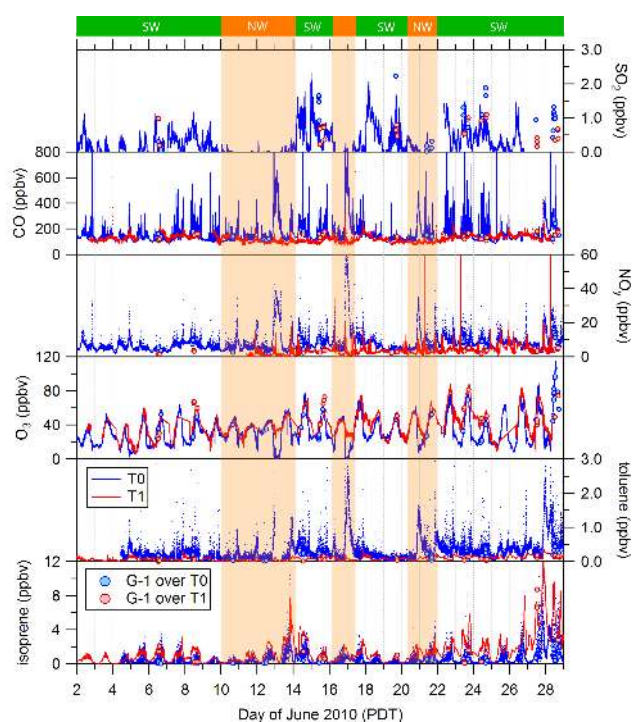 SW NW SW SW NW SW
3.0
2.0
1.0
0.0
SO2 (ppbv)
800
600
400
200
0
CO (ppbv)
60
40
20
0
NOy (ppbv)
120
80
40
0
O3 (ppbv)
T0
T1
3.0
2.0
1.0
0.0
toluene (ppbv)
12
8
4
0
isoprene (ppbv)
G-1 over T0
G-1 over T1
2 4 6 8 10 12 14 16 18 20 22 24 26 28
Day of June 2010 (PDT)